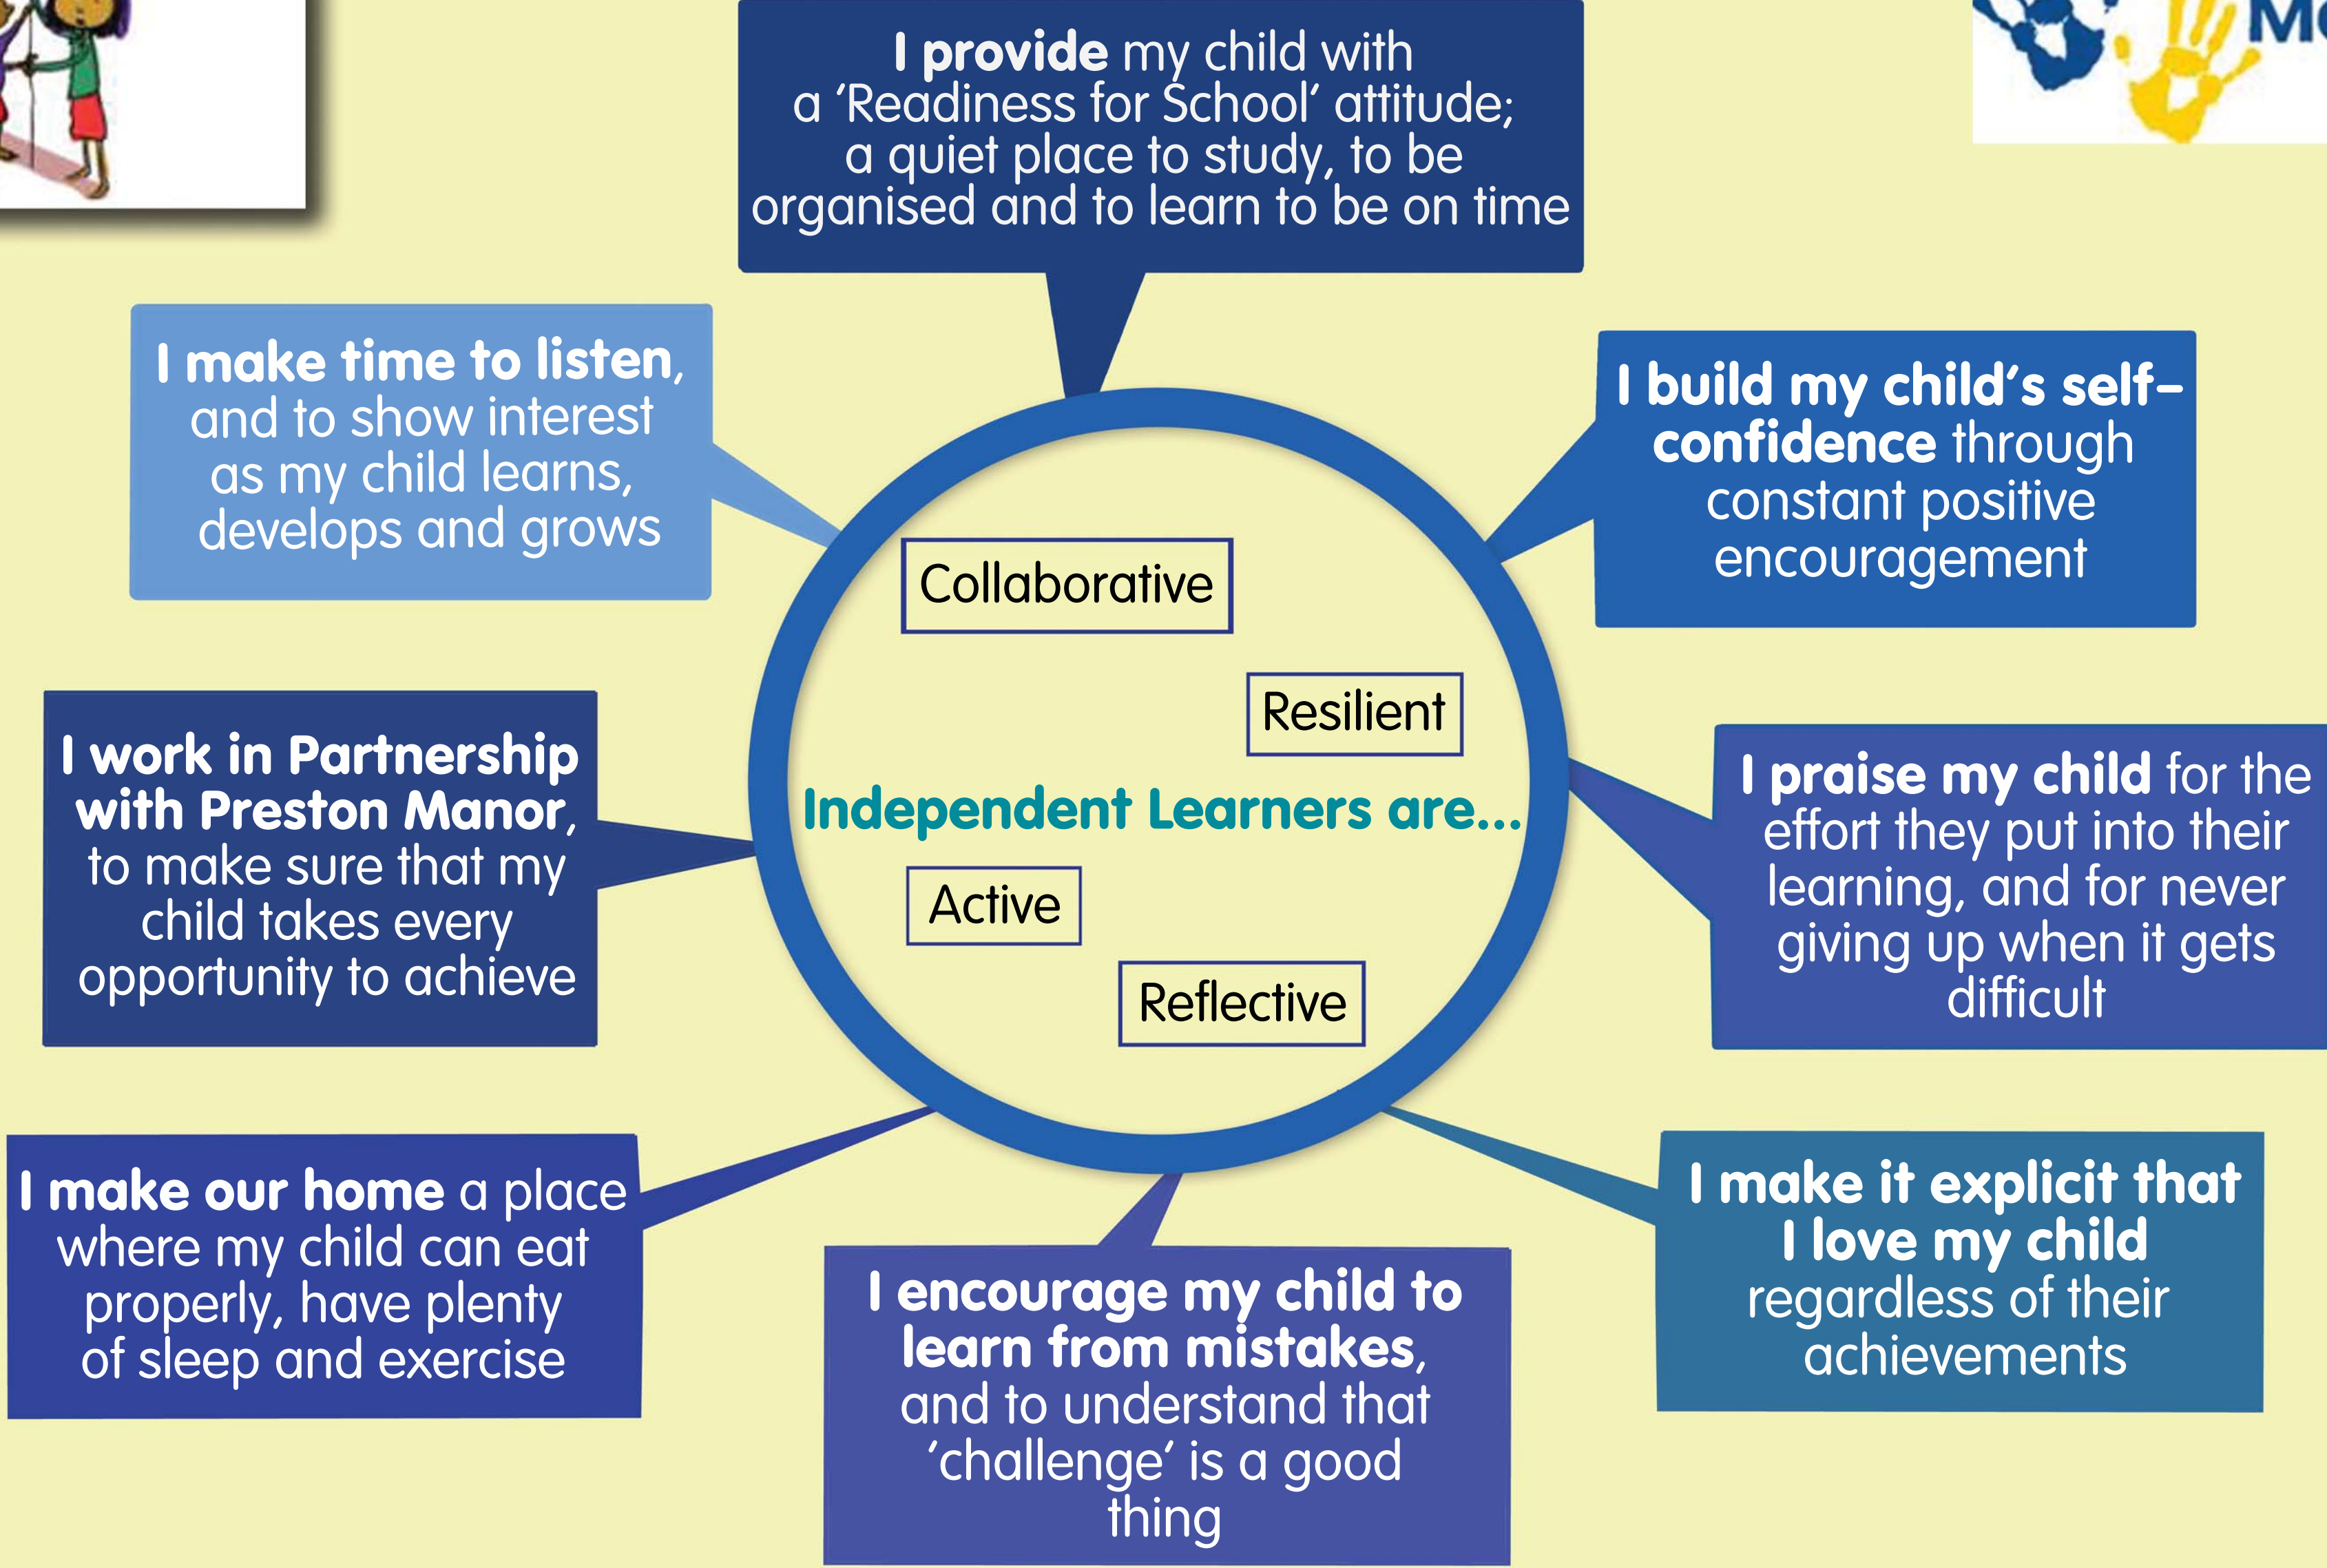 I provide my child with
a 'Readiness for School' attitude;
a quiet place to study, to be
organised and to learn to be on time
I make time to listen,
and to show interest
as my child learns,
develops and grows
I build my child's self-
confidence through
constant positive
encouragement
Collaborative
Resilient
I work in Partnership
with Preston Manor,
to make sure that my
child takes every
opportunity to achieve
Independent Learners are...
I praise my child for the
effort they put into their
learning, and for never
giving up when it gets
difficult
Active
Reflective
I make our home a place
where my child can eat
properly, have plenty
of sleep and exercise
I encourage my child to
learn from mistakes,
and to understand that
'challenge' is a good
thing
I make it explicit that
I love my child
regardless of their
achievements